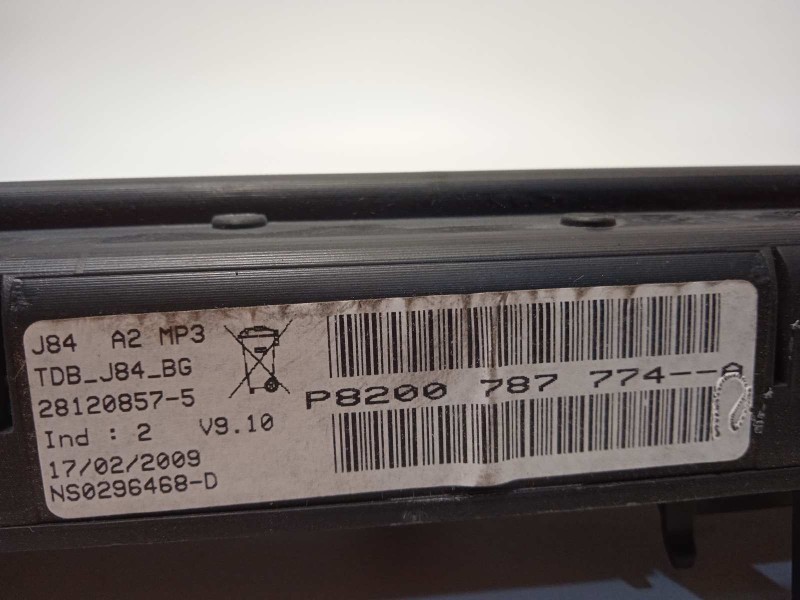 J84 A2 MP3
TDB_J84_BG
28120857-5
Ind : 2 V9.10
17/02/2009
NS0296468-D
P8200 787 774--A